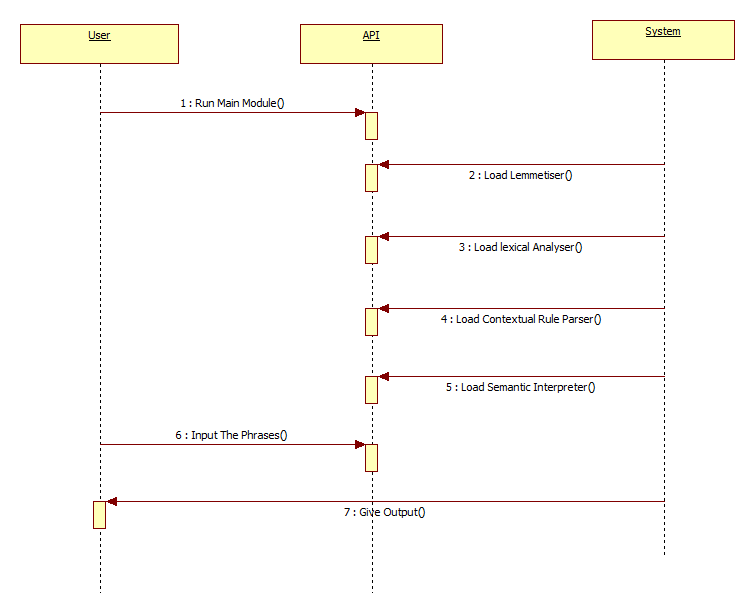 User
API
System
1 : Run Main Module()
2 : Load Lemmetiser()
3 : Load lexical Analyser()
4 : Load Contextual Rule Parser()
5 : Load Semantic Interpreter()
6 : Input The Phrases()
7 : Give Output()